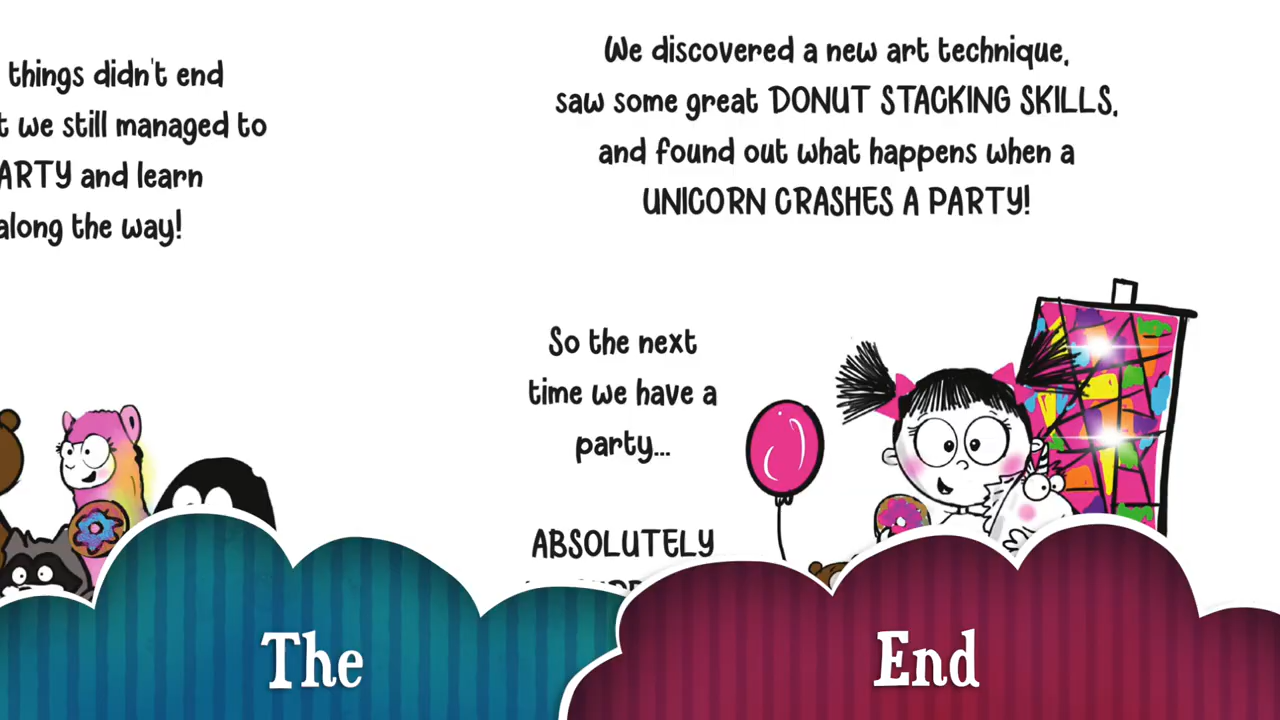 things didn't end
we still managed to
and learn
along the way!
We discovered a new art technique,
saw some great DONUT STACKING SKILLS,
and found out what happens when a
UNICORN CRASHES A PARTY!
So the next
time we have a
party...
ABSOLUTELY
The
End